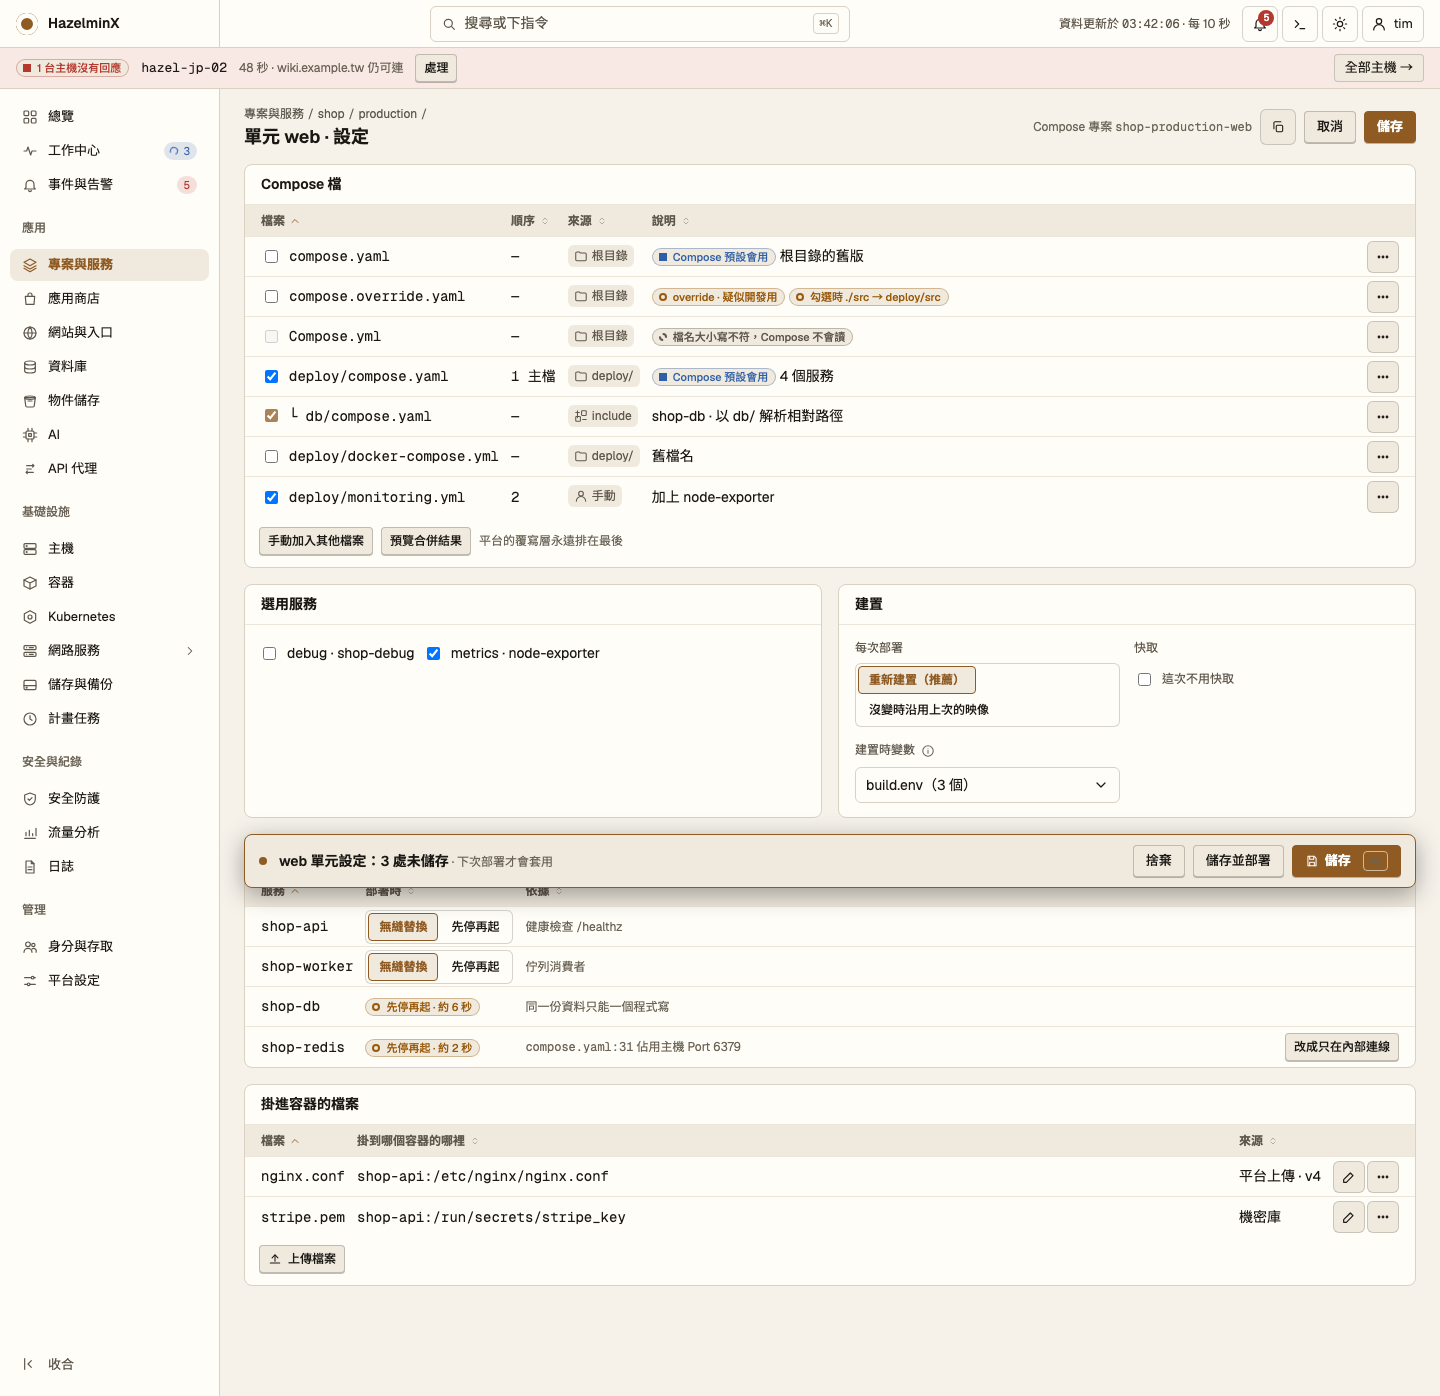 HazelminX
搜尋或下指令
⌘K
資料更新於 03:42:06 · 每 10 秒
5
tim
1 台主機沒有回應
hazel-jp-02
48 秒 · wiki.example.tw 仍可連
處理
全部主機 →
總覽
工作中心
3
事件與告警
5
應用
專案與服務
應用商店
網站與入口
資料庫
物件儲存
AI
API 代理
基礎設施
主機
容器
Kubernetes
網路服務
儲存與備份
計畫任務
安全與紀錄
安全防護
流量分析
日誌
管理
身分與存取
平台設定
收合
專案與服務 / shop / production /
單元 web · 設定
Compose 專案 shop-production-web
取消
儲存
Compose 檔
檔案 順序 來源 說明
compose.yaml – 根目錄 Compose 預設會用 根目錄的舊版
compose.override.yaml – 根目錄 override · 疑似開發用 勾選時 ./src → deploy/src
Compose.yml – 根目錄 檔名大小寫不符，Compose 不會讀
deploy/compose.yaml 1 主檔 deploy/ Compose 預設會用 4 個服務
└ db/compose.yaml – include shop-db · 以 db/ 解析相對路徑
deploy/docker-compose.yml – deploy/ 舊檔名
deploy/monitoring.yml 2 手動 加上 node-exporter
手動加入其他檔案 預覽合併結果 平台的覆寫層永遠排在最後
選用服務
debug · shop-debug metrics · node-exporter
建置
每次部署
重新建置（推薦）
沒變時沿用上次的映像
快取
這次不用快取
建置時變數
build.env（3 個）
web 單元設定：3 處未儲存 · 下次部署才會套用
捨棄
儲存並部署
儲存
服務 部署時 依據
shop-api 無縫替換 先停再起 健康檢查 /healthz
shop-worker 無縫替換 先停再起 佇列消費者
shop-db 先停再起 · 約 6 秒 同一份資料只能一個程式寫
shop-redis 先停再起 · 約 2 秒 compose.yaml:31 佔用主機 Port 6379 改成只在內部連線
掛進容器的檔案
檔案 掛到哪個容器的哪裡 來源
nginx.conf shop-api:/etc/nginx/nginx.conf 平台上傳 · v4
stripe.pem shop-api:/run/secrets/stripe_key 機密庫
上傳檔案